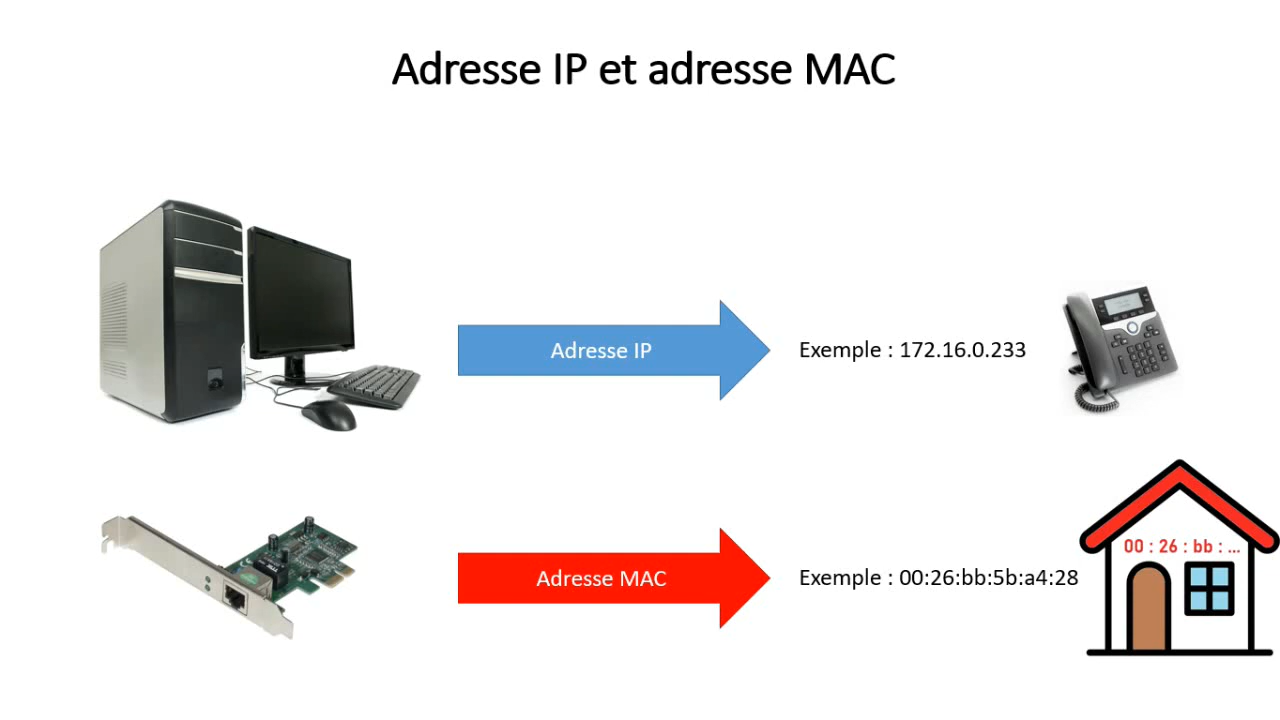 Adresse IP et adresse MAC
Adresse IP
Exemple : 172.16.0.233
00 : 26 : bb : ...
Adresse MAC
Exemple : 00:26:bb:5b:a4:28